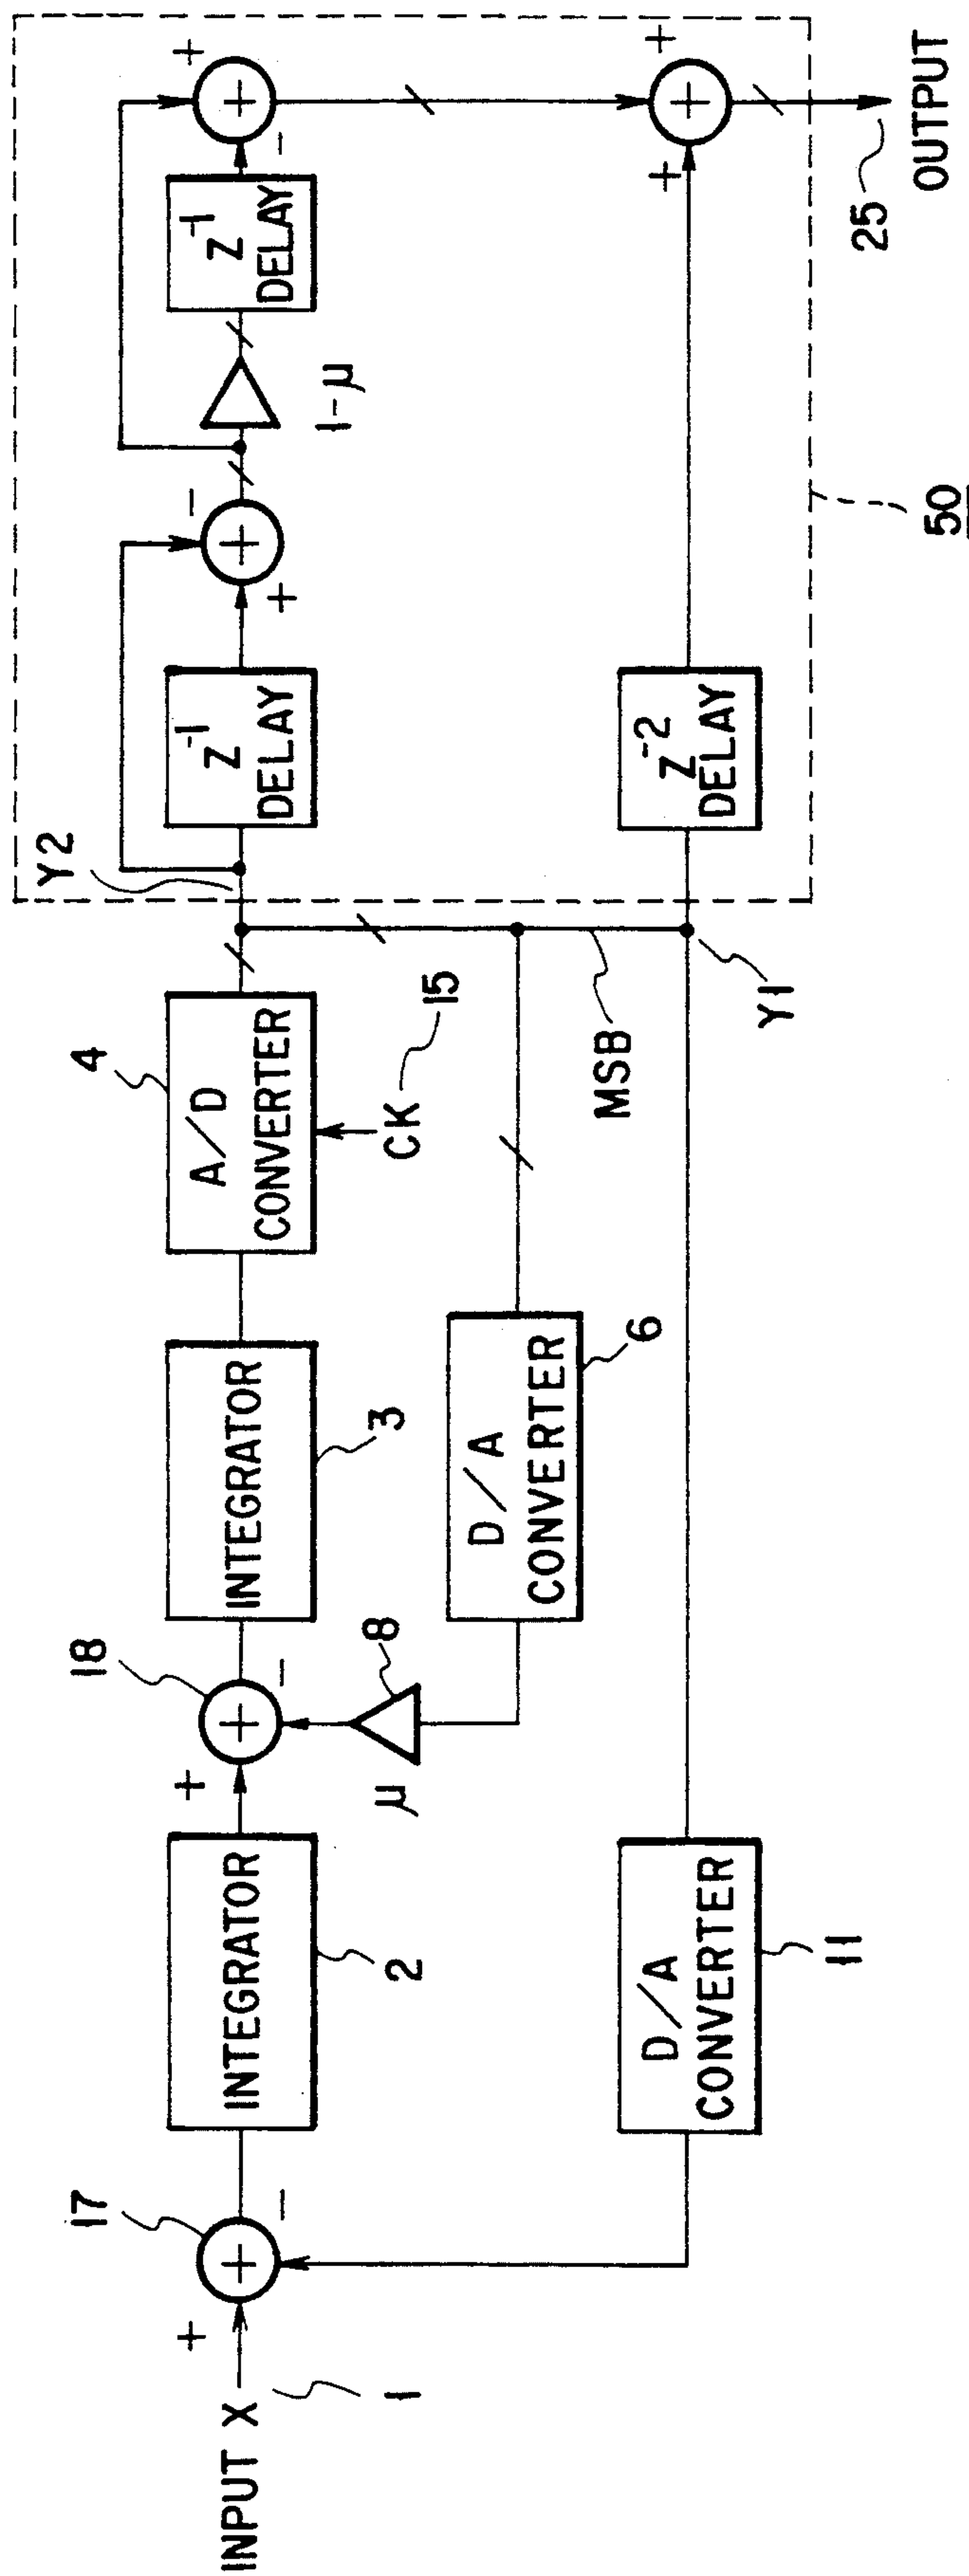 INPUT X
1
+
17
+
−
INTEGRATOR
2
+
18
+
−
μ
8
INTEGRATOR
3
A/D
CONVERTER
4
CK
15
D/A
CONVERTER
6
D/A
CONVERTER
11
MSB
Y1
Y2
Z-1
DELAY
+
+
−
1-μ
Z-1
DELAY
−
+
+
Z-2
DELAY
+
+
+
25
OUTPUT
50